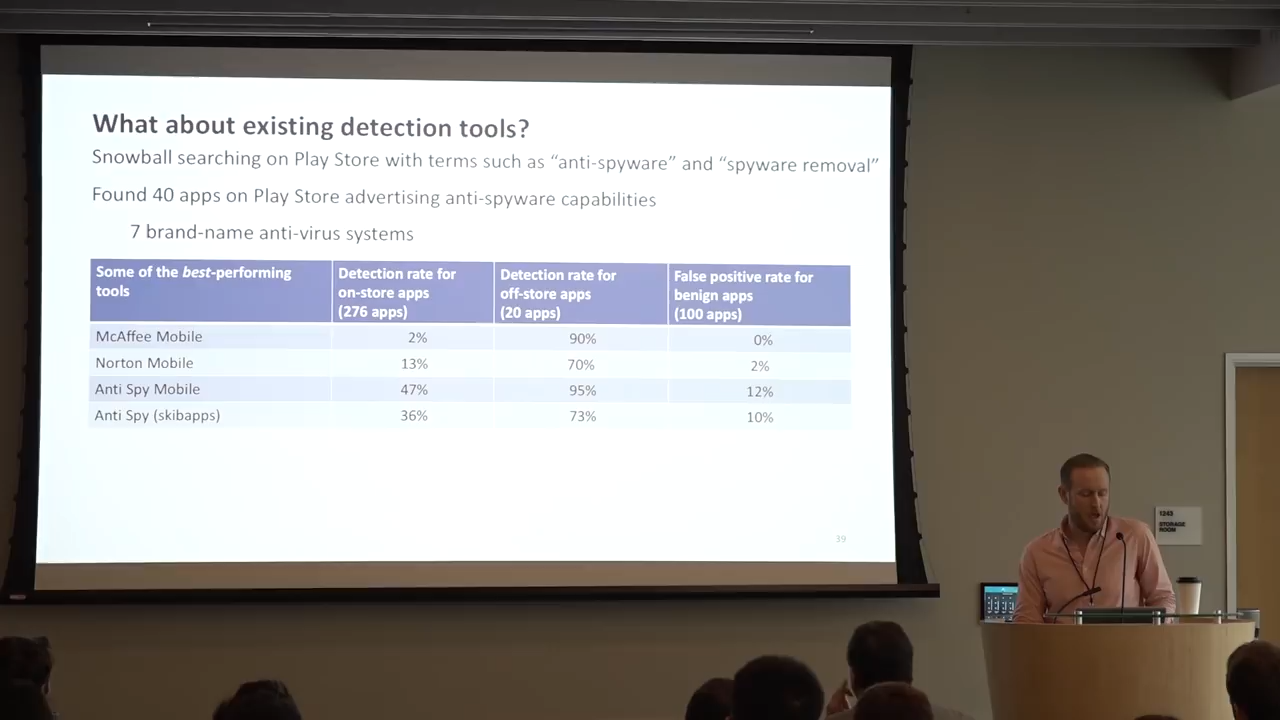 What about existing detection tools?
Snowball searching on Play Store with terms such as “anti-spyware” and “spyware removal”
Found 40 apps on Play Store advertising anti-spyware capabilities
7 brand-name anti-virus systems
Some of the best-performing tools
Detection rate for on-store apps (276 apps)
Detection rate for off-store apps (20 apps)
False positive rate for benign apps (100 apps)
McAffee Mobile 2% 90% 0%
Norton Mobile 13% 70% 2%
Anti Spy Mobile 47% 95% 12%
Anti Spy (skibapps) 36% 73% 10%
39
1243
STORAGE
ROOM